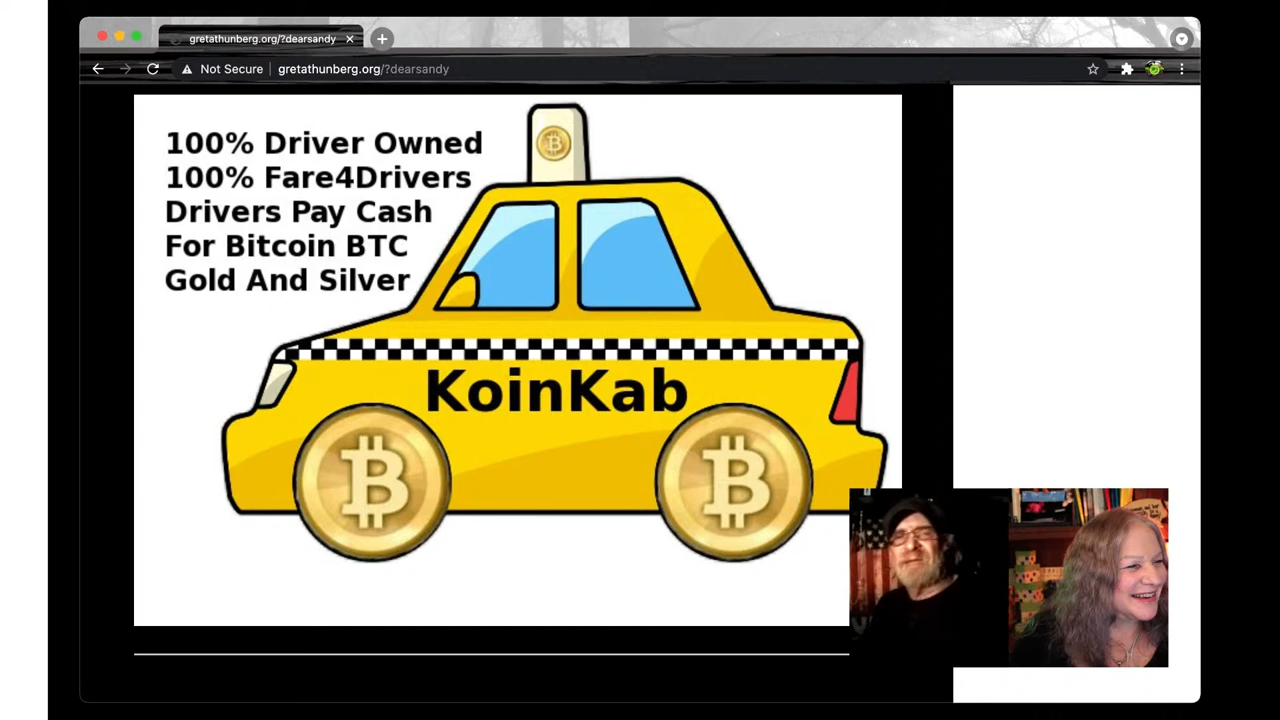 gretathunberg.org/?dearsandy
Not Secure
gretathunberg.org/?dearsandy
100% Driver Owned
100% Fare4Drivers
Drivers Pay Cash
For Bitcoin BTC
Gold And Silver
KoinKab